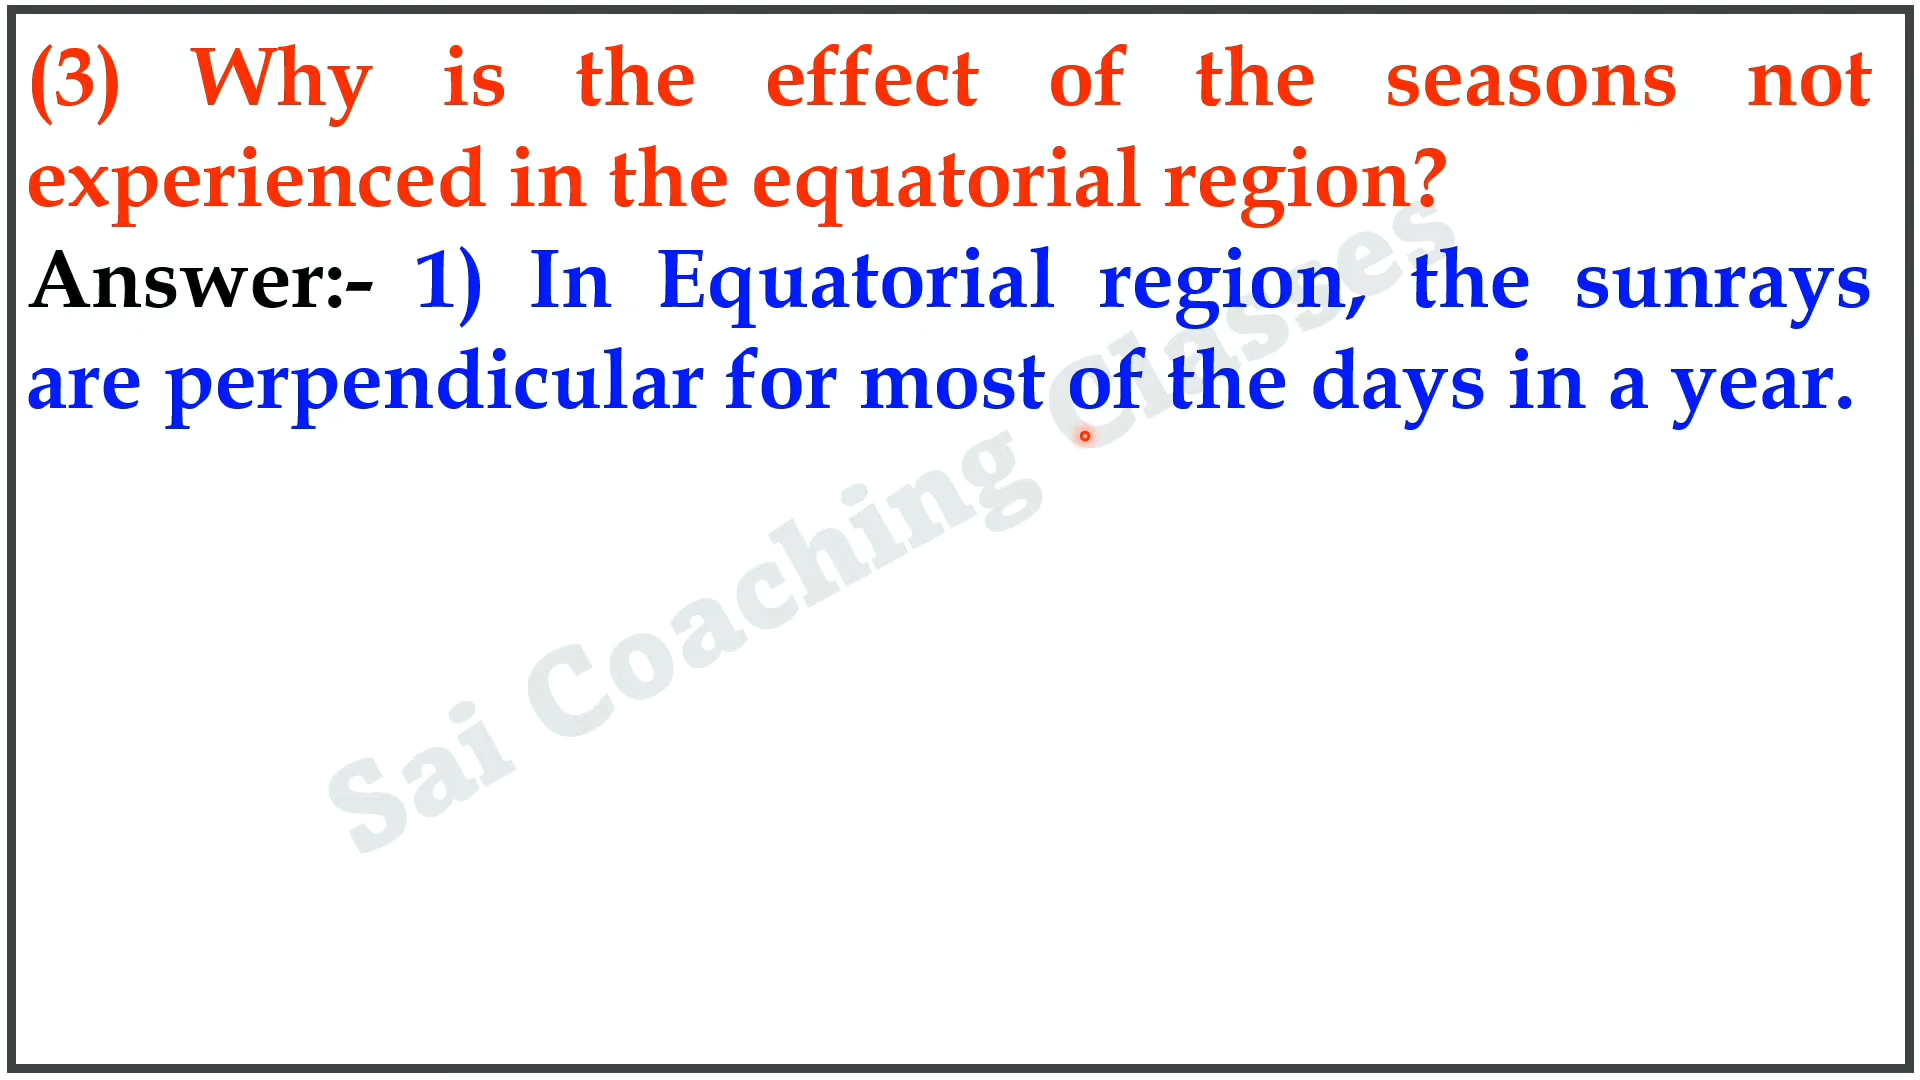 (3) Why is the effect of the seasons not
experienced in the equatorial region?
Answer:- 1) In Equatorial region, the sunrays
are perpendicular for most of the days in a year.
Sai Coaching Classes